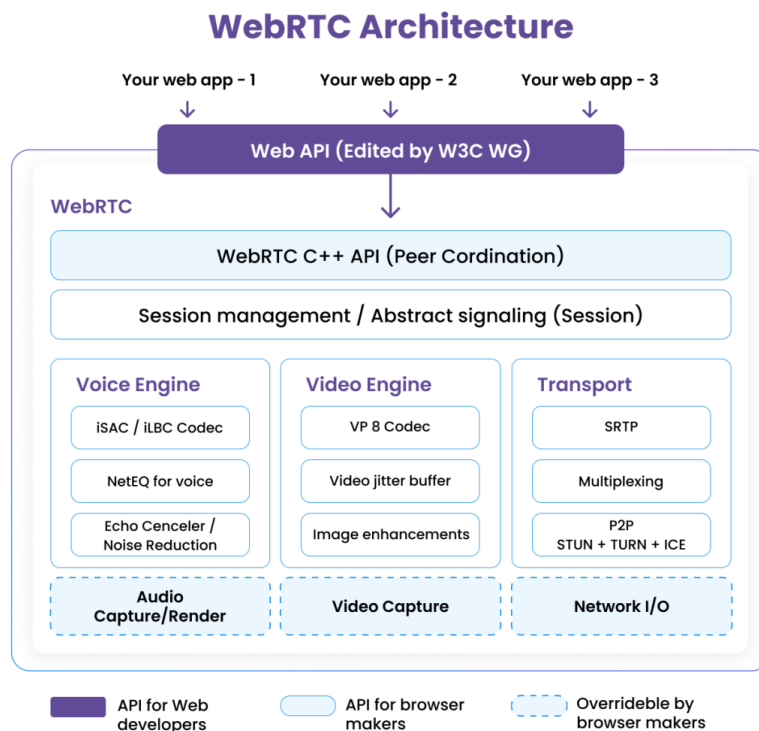 WebRTC Architecture
Your web app - 1
Your web app - 2
Your web app - 3
Web API (Edited by W3C WG)
WebRTC
WebRTC C++ API (Peer Cordination)
Session management / Abstract signaling (Session)
Voice Engine
iSAC / iLBC Codec
NetEQ for voice
Echo Cenceler /
Noise Reduction
Video Engine
VP 8 Codec
Video jitter buffer
Image enhancements
Transport
SRTP
Multiplexing
P2P
STUN + TURN + ICE
Audio
Capture/Render
Video Capture
Network I/O
API for Web
developers
API for browser
makers
Overrideble by
browser makers